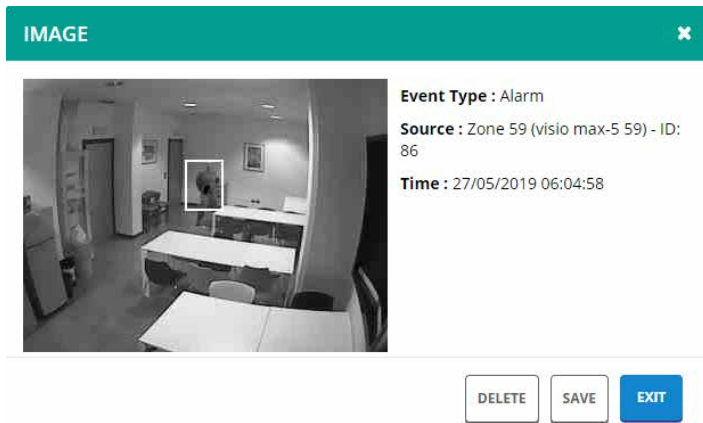 IMAGE
Event Type : Alarm
Source : Zone 59 (visio max-5 59) - ID:
86
Time : 27/05/2019 06:04:58
DELETE
SAVE
EXIT